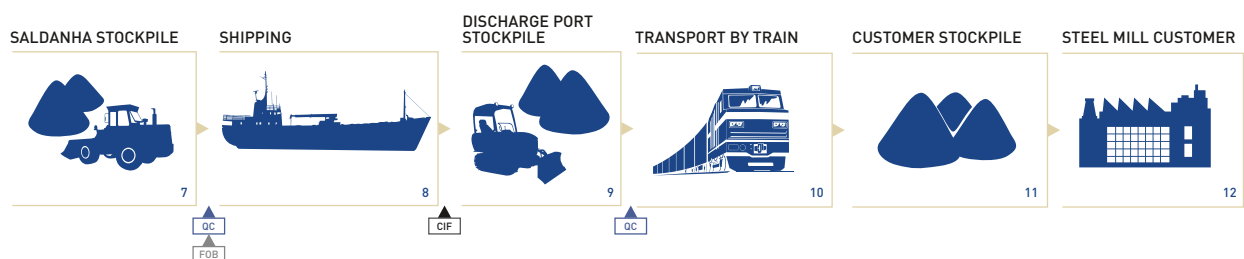 SALDANHA STOCKPILE
SHIPPING
DISCHARGE PORT
STOCKPILE
TRANSPORT BY TRAIN
CUSTOMER STOCKPILE
STEEL MILL CUSTOMER
7
8
9
10
11
12
QC
CIF
QC
FOB